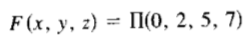 F(x, y, z) = Π(0, 2, 5, 7)